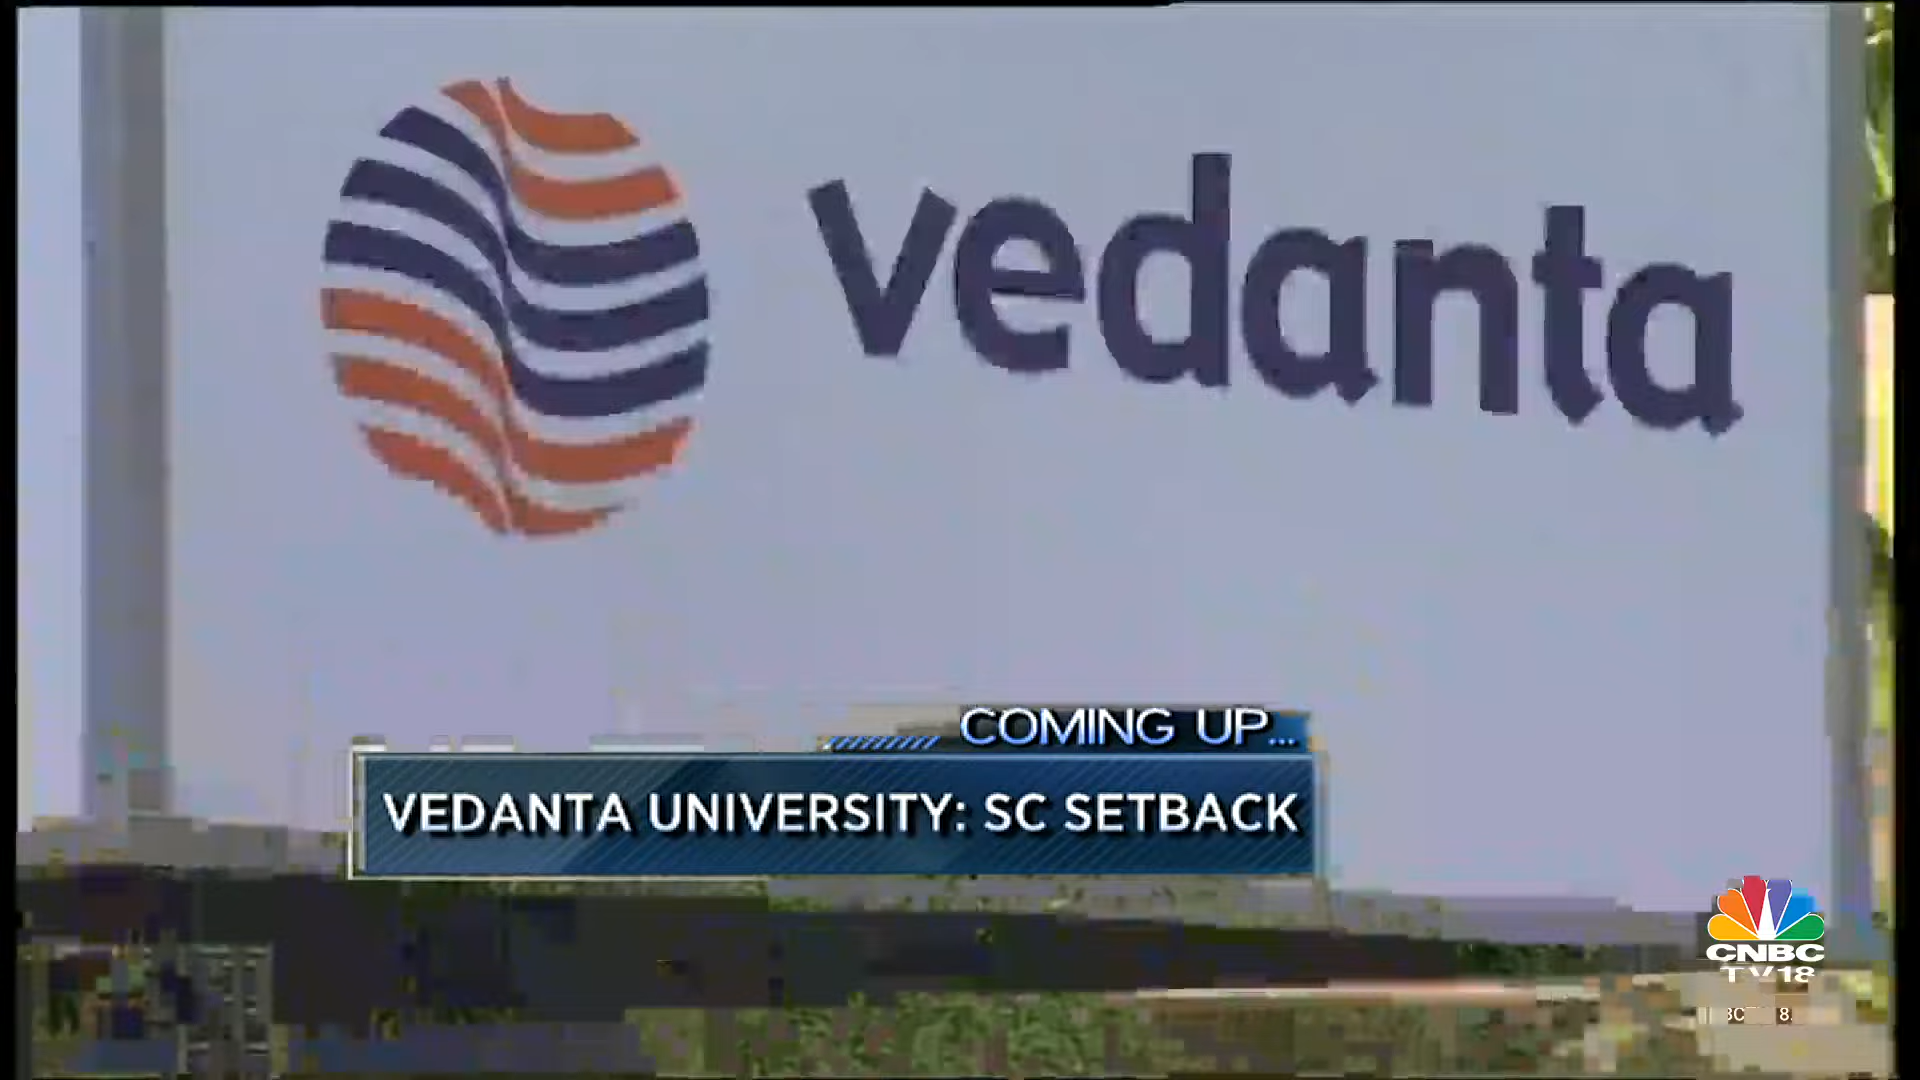 vedanta
COMING UP...
VEDANTA UNIVERSITY: SC SETBACK
CNBC
TV18